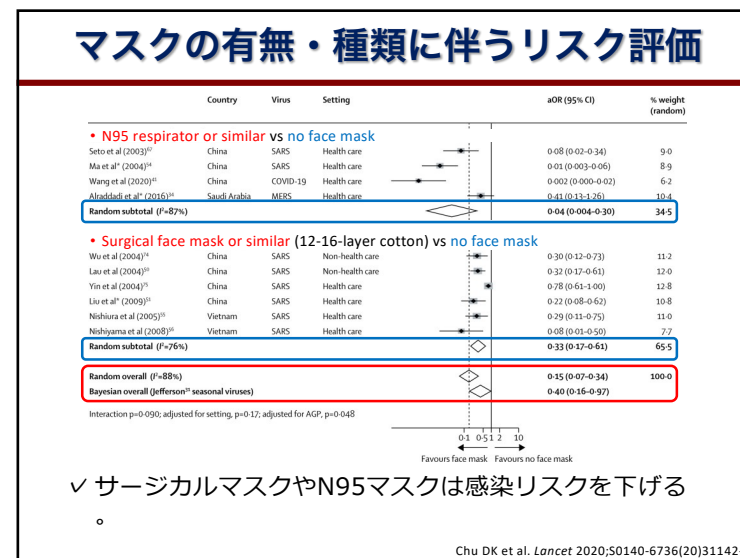 マスクの有無・種類に伴うリスク評価
Country Virus Setting aOR (95% CI) % weight (random)
• N95 respirator or similar vs no face mask
Seto et al (2003)⁶⁷ China SARS Health care 0·08 (0·02–0·34) 9·0
Ma et al* (2004)⁵⁴ China SARS Health care 0·01 (0·003–0·06) 8·9
Wang et al (2020)⁴¹ China COVID-19 Health care 0·002 (0·000–0·02) 6·2
Alraddadi et al* (2016)³⁴ Saudi Arabia MERS Health care 0·41 (0·13–1·26) 10·4
Random subtotal (I²=87%) 0·04 (0·004–0·30) 34·5
• Surgical face mask or similar (12-16-layer cotton) vs no face mask
Wu et al (2004)⁷⁴ China SARS Non-health care 0·30 (0·12–0·73) 11·2
Lau et al (2004)⁵⁰ China SARS Non-health care 0·32 (0·17–0·61) 12·0
Yin et al (2004)⁷⁵ China SARS Health care 0·78 (0·61–1·00) 12·8
Liu et al* (2009)⁵¹ China SARS Health care 0·22 (0·08–0·62) 10·8
Nishiura et al (2005)⁵⁵ Vietnam SARS Health care 0·29 (0·11–0·75) 11·0
Nishiyama et al (2008)⁵⁶ Vietnam SARS Health care 0·08 (0·01–0·50) 7·7
Random subtotal (I²=76%) 0·33 (0·17–0·61) 65·5
Random overall (I²=88%) 0·15 (0·07–0·34) 100·0
Bayesian overall (Jefferson³¹ seasonal viruses) 0·40 (0·16–0·97)
Interaction p=0·090; adjusted for setting, p=0·17; adjusted for AGP, p=0·048
0·1 0·5 1 2 10
Favours face mask Favours no face mask
✓ サージカルマスクやN95マスクは感染リスクを下げる
。
Chu DK et al. Lancet 2020;S0140-6736(20)31142-